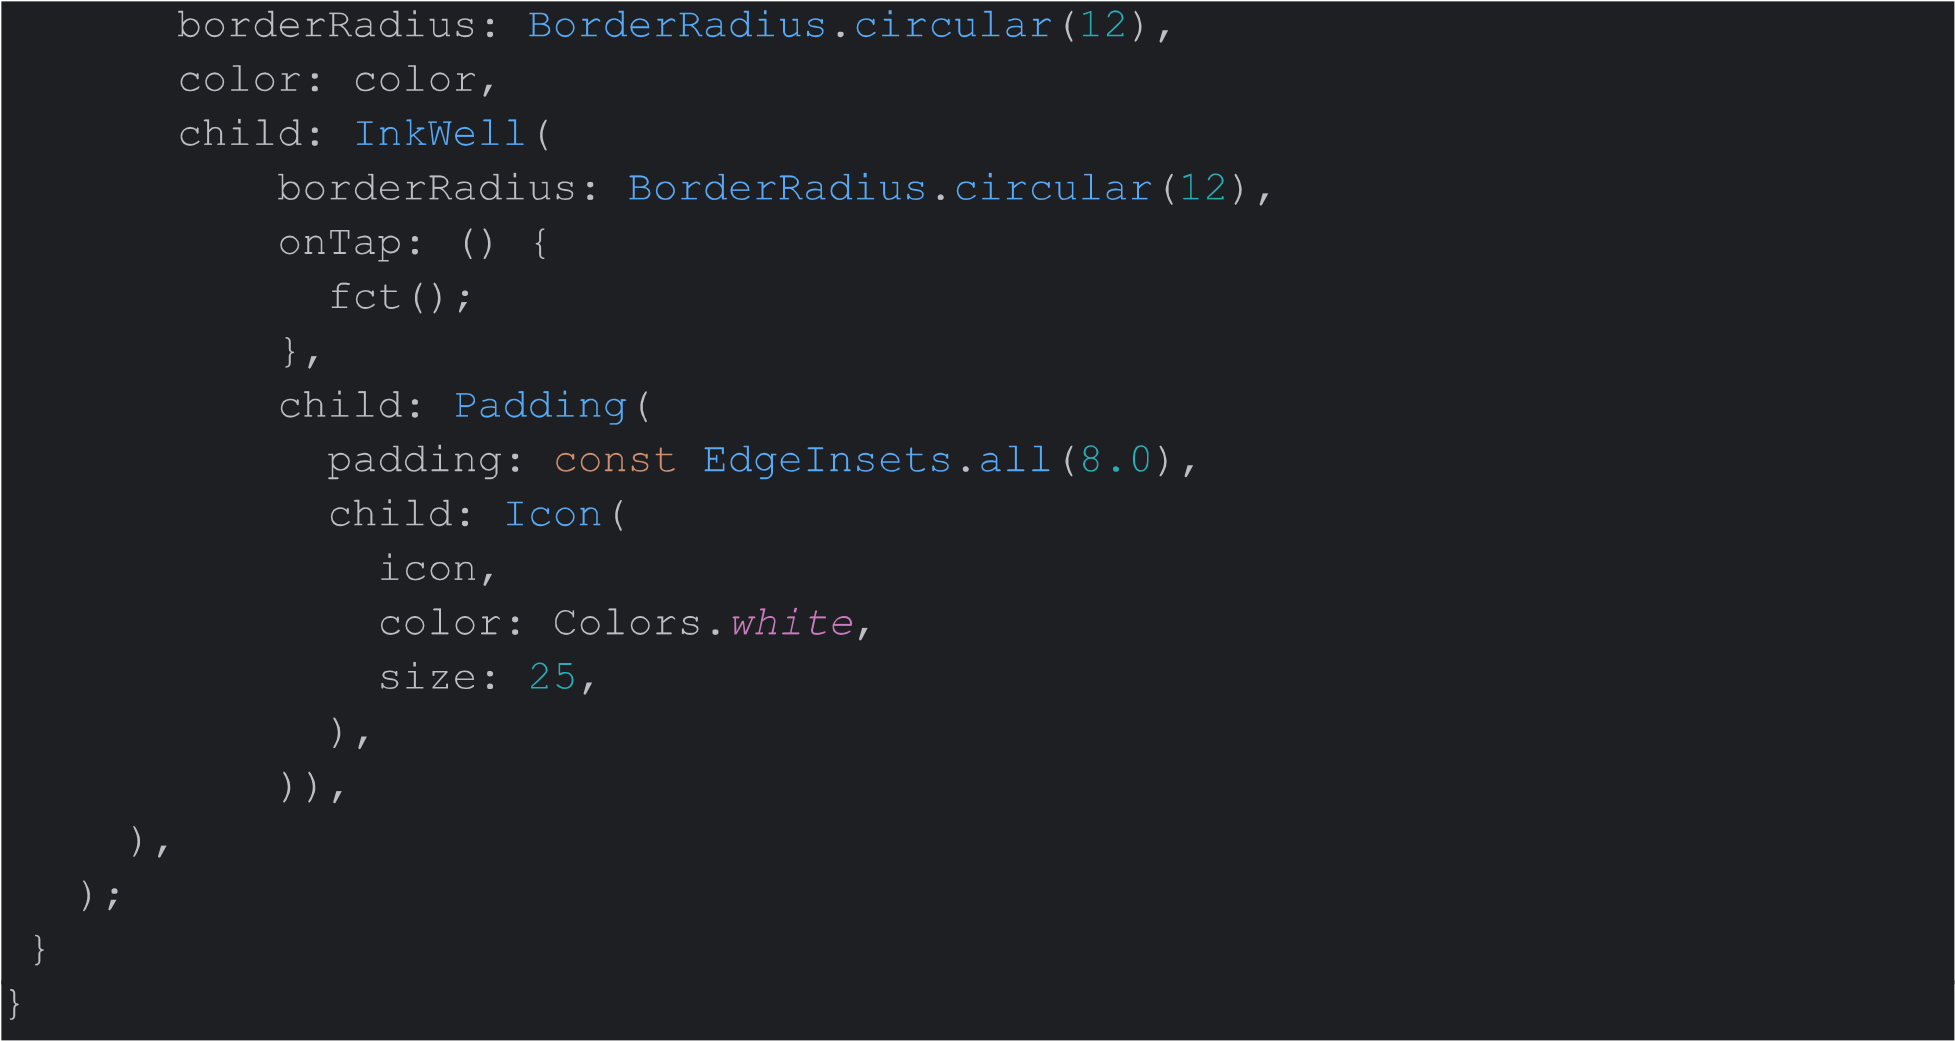 borderRadius: BorderRadius.circular(12),
color: color,
child: InkWell(
borderRadius: BorderRadius.circular(12),
onTap: () {
fct();
},
child: Padding(
padding: const EdgeInsets.all(8.0),
child: Icon(
icon,
color: Colors.white,
size: 25,
),
)),
),
);
}
}